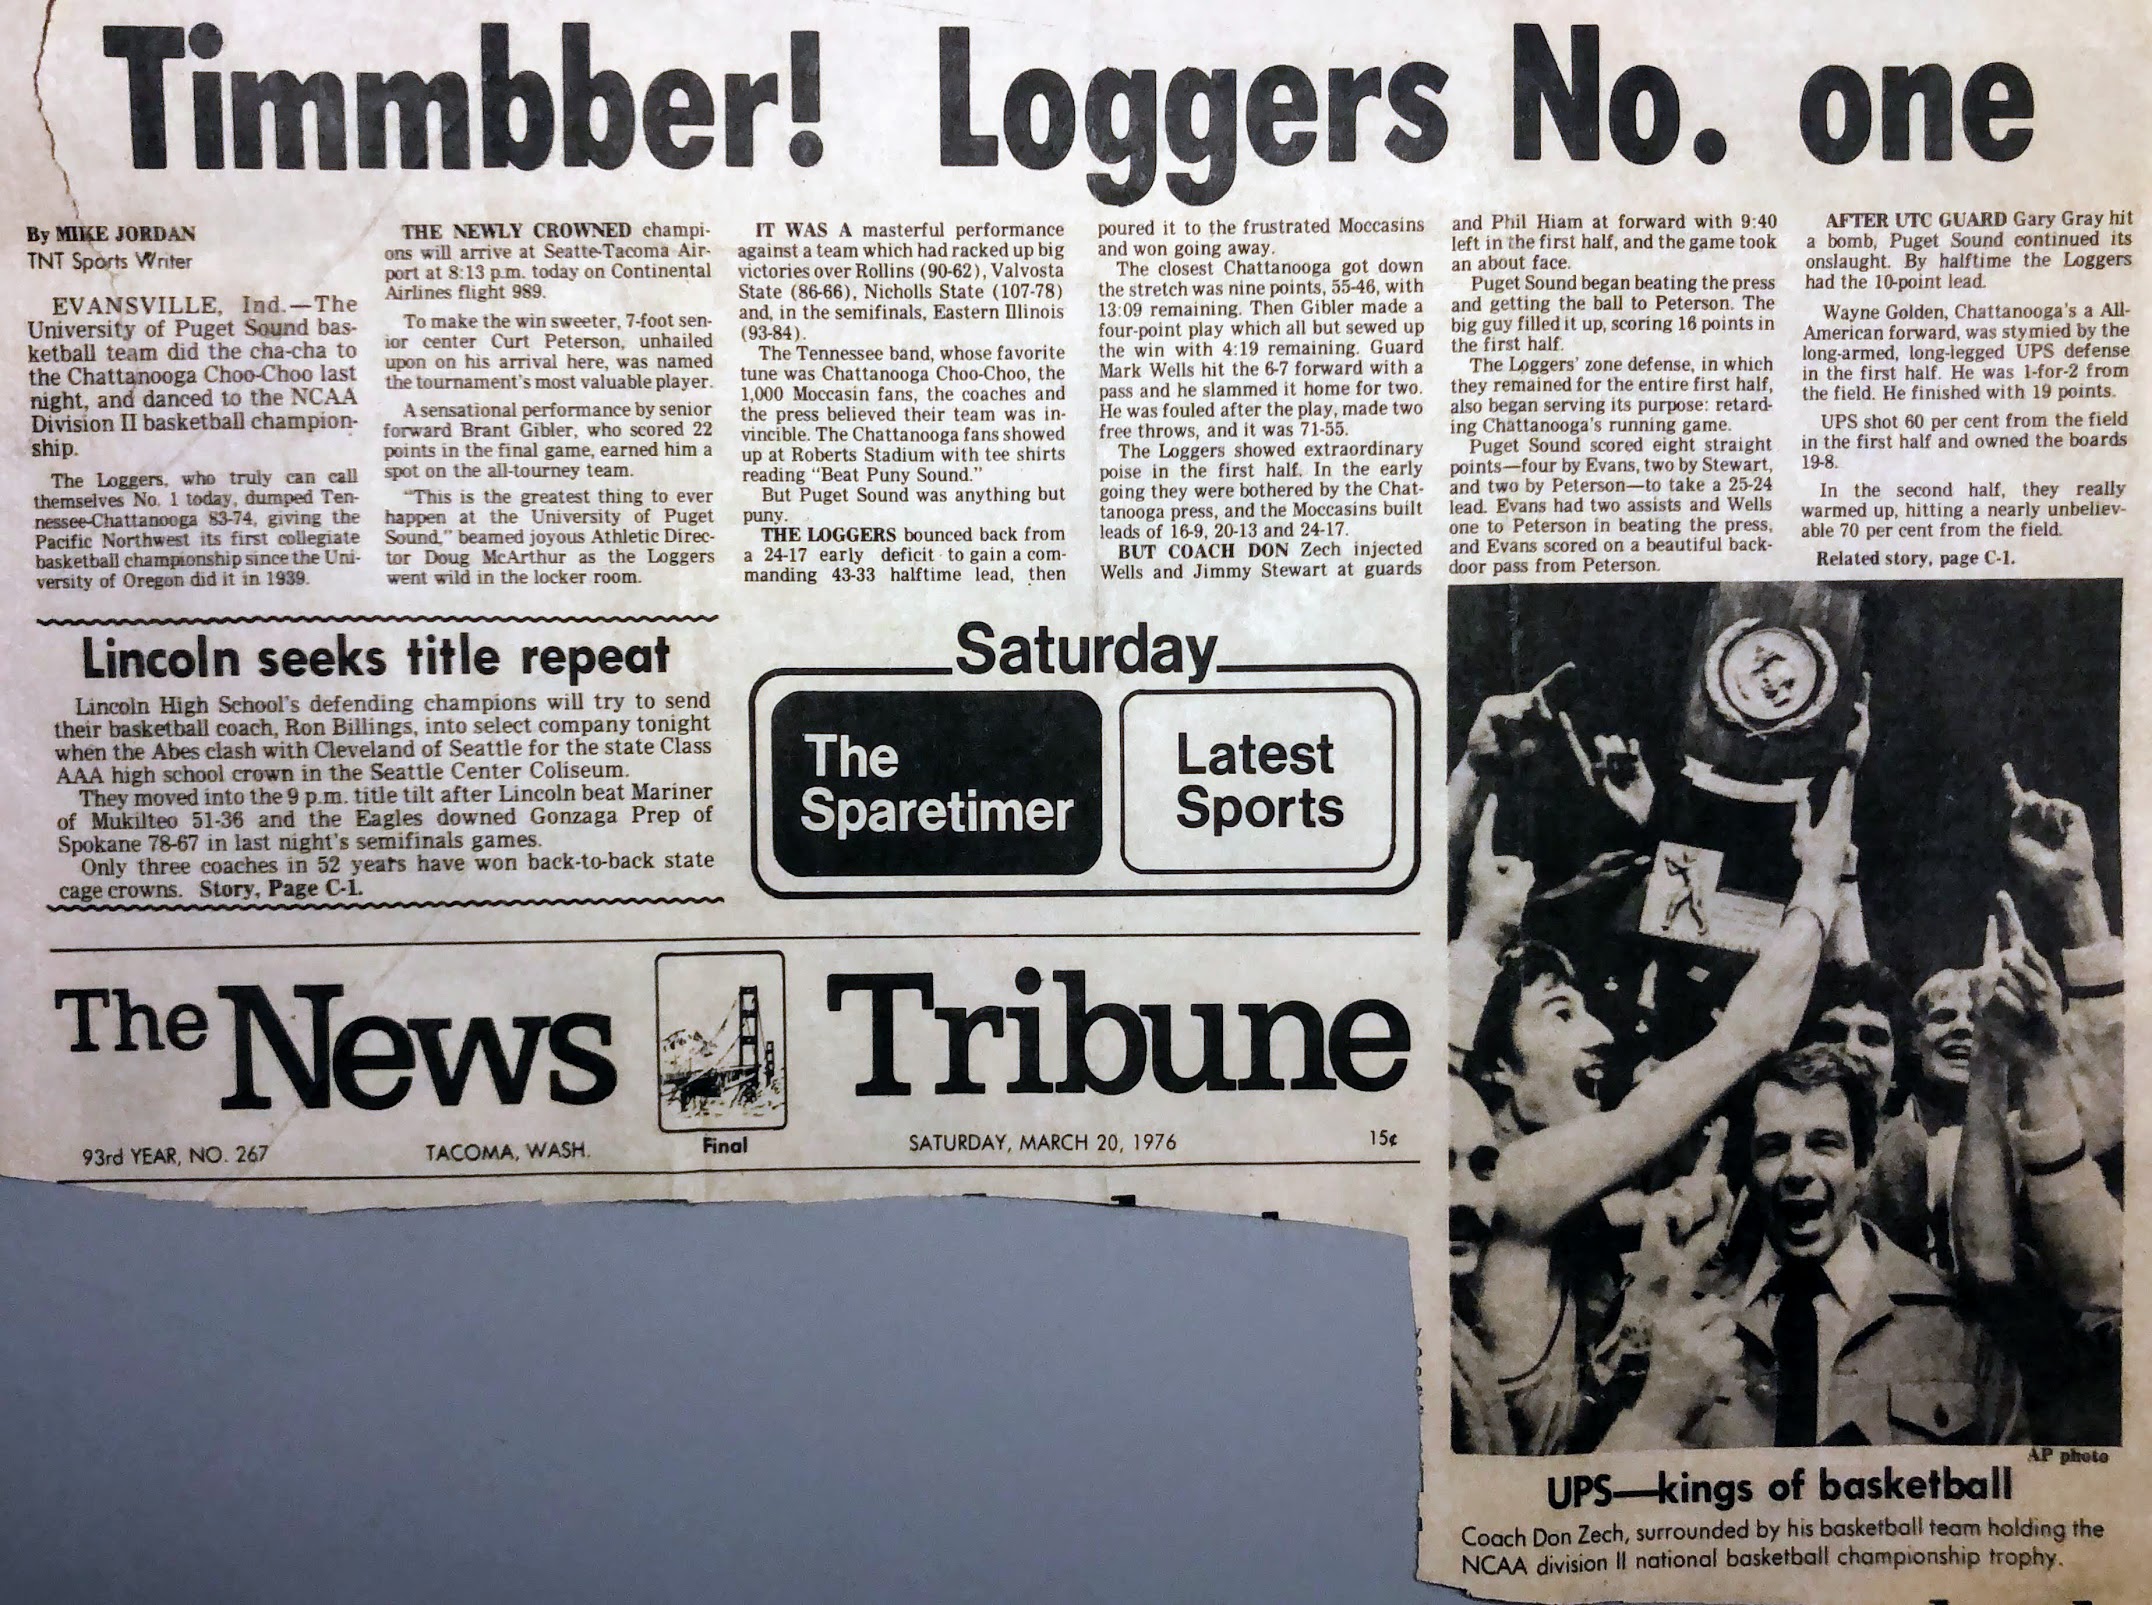 Timmbber! Loggers No. one
By MIKE JORDAN
TNT Sports Writer
EVANSVILLE, Ind.—The
University of Puget Sound bas-
ketball team did the cha-cha to
the Chattanooga Choo-Choo last
night, and danced to the NCAA
Division II basketball champion-
ship.
The Loggers, who truly can call
themselves No. 1 today, dumped Ten-
nessee-Chattanooga 83-74, giving the
Pacific Northwest its first collegiate
basketball championship since the Uni-
versity of Oregon did it in 1939.
THE NEWLY CROWNED champi-
ons will arrive at Seatte-Tacoma Air-
port at 8:13 p.m. today on Continental
Airlines flight 989.
To make the win sweeter, 7-foot sen-
ior center Curt Peterson, unhailed
upon on his arrival here, was named
the tournament's most valuable player.
A sensational performance by senior
forward Brant Gibler, who scored 22
points in the final game, earned him a
spot on the all-tourney team.
"This is the greatest thing to ever
happen at the University of Puget
Sound," beamed joyous Athletic Direc-
tor Doug McArthur as the Loggers
went wild in the locker room.
IT WAS A masterful performance
against a team which had racked up big
victories over Rollins (90-62), Valvosta
State (86-66), Nicholls State (107-78)
and, in the semifinals, Eastern Illinois
(93-84).
The Tennessee band, whose favorite
tune was Chattanooga Choo-Choo, the
1,000 Moccasin fans, the coaches and
the press believed their team was in-
vincible. The Chattanooga fans showed
up at Roberts Stadium with tee shirts
reading "Beat Puny Sound."
But Puget Sound was anything but
puny.
THE LOGGERS bounced back from
a 24-17 early deficit to gain a com-
manding 43-33 halftime lead, then
poured it to the frustrated Moccasins
and won going away.
The closest Chattanooga got down
the stretch was nine points, 55-46, with
13:09 remaining. Then Gibler made a
four-point play which all but sewed up
the win with 4:19 remaining. Guard
Mark Wells hit the 6-7 forward with a
pass and he slammed it home for two.
He was fouled after the play, made two
free throws, and it was 71-55.
The Loggers showed extraordinary
poise in the first half. In the early
going they were bothered by the Chat-
tanooga press, and the Moccasins built
leads of 16-9, 20-13 and 24-17.
BUT COACH DON Zech injected
Wells and Jimmy Stewart at guards
and Phil Hiam at forward with 9:40
left in the first half, and the game took
an about face.
Puget Sound began beating the press
and getting the ball to Peterson. The
big guy filled it up, scoring 16 points in
the first half.
The Loggers' zone defense, in which
they remained for the entire first half,
also began serving its purpose: retard-
ing Chattanooga's running game.
Puget Sound scored eight straight
points—four by Evans, two by Stewart,
and two by Peterson—to take a 25-24
lead. Evans had two assists and Wells
one to Peterson in beating the press,
and Evans scored on a beautiful back-
door pass from Peterson.
AFTER UTC GUARD Gary Gray hit
a bomb, Puget Sound continued its
onslaught. By halftime the Loggers
had the 10-point lead.
Wayne Golden, Chattanooga's a All-
American forward, was stymied by the
long-armed, long-legged UPS defense
in the first half. He was 1-for-2 from
the field. He finished with 19 points.
UPS shot 60 per cent from the field
in the first half and owned the boards
19-8.
In the second half, they really
warmed up, hitting a nearly unbeliev-
able 70 per cent from the field.
Related story, page C-1.
Lincoln seeks title repeat
Lincoln High School's defending champions will try to send
their basketball coach, Ron Billings, into select company tonight
when the Abes clash with Cleveland of Seattle for the state Class
AAA high school crown in the Seattle Center Coliseum.
They moved into the 9 p.m. title tilt after Lincoln beat Mariner
of Mukilteo 51-36 and the Eagles downed Gonzaga Prep of
Spokane 78-67 in last night's semifinals games.
Only three coaches in 52 years have won back-to-back state
cage crowns. Story, Page C-1.
Saturday
The
Sparetimer
Latest
Sports
The News Tribune
93rd YEAR, NO. 267
TACOMA, WASH.
Final
SATURDAY, MARCH 20, 1976
15¢
AP photo
UPS—kings of basketball
Coach Don Zech, surrounded by his basketball team holding the
NCAA division II national basketball championship trophy.